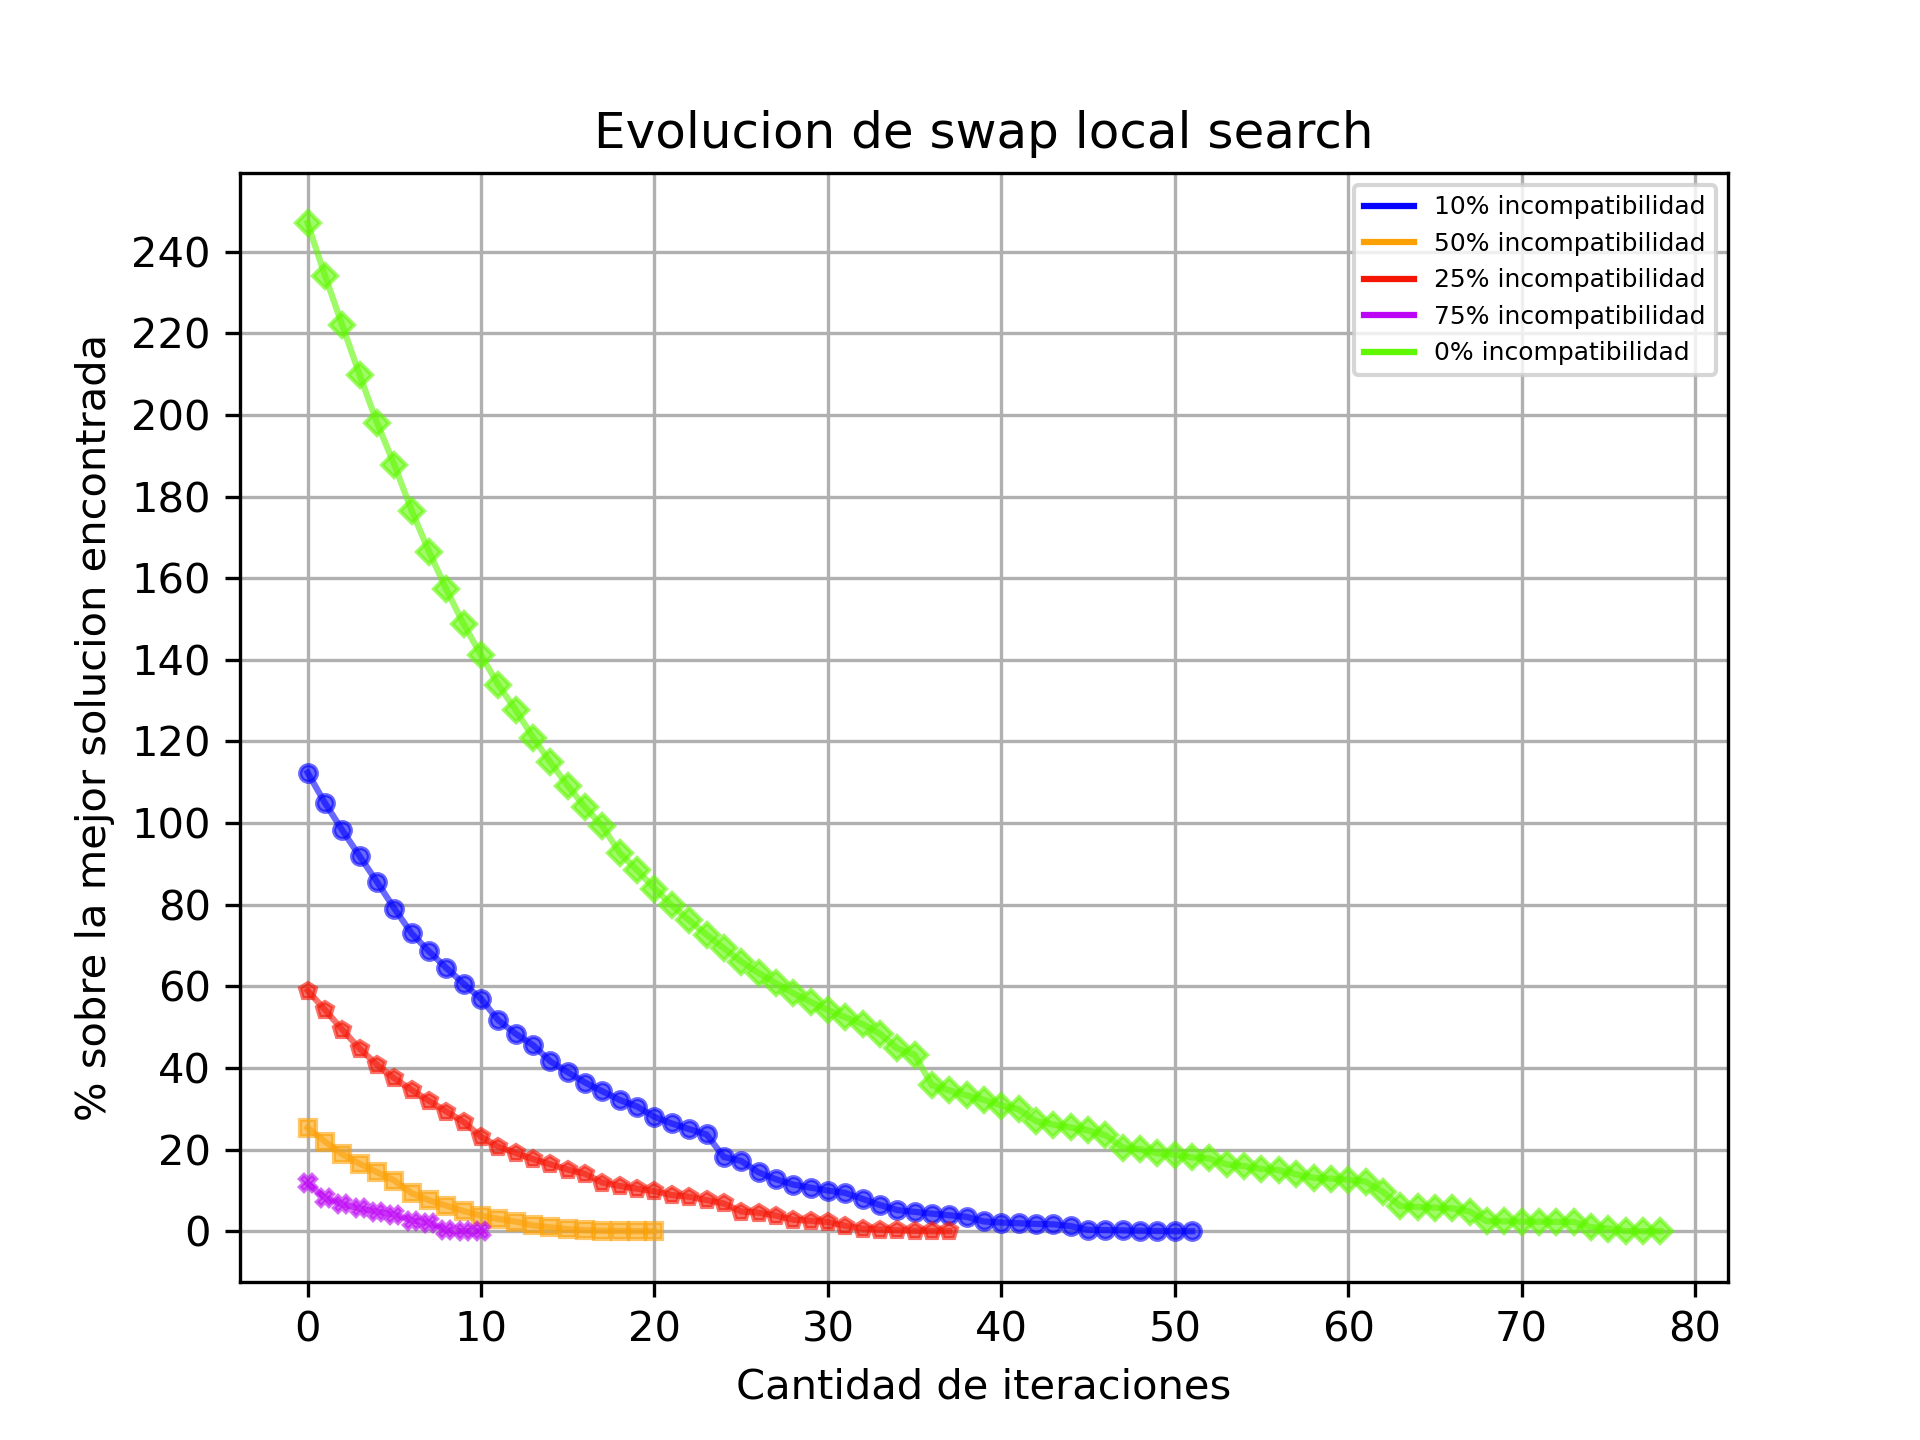 Evolucion de swap local search
10% incompatibilidad
50% incompatibilidad
25% incompatibilidad
75% incompatibilidad
0% incompatibilidad
% sobre la mejor solucion encontrada
240
220
200
180
160
140
120
100
80
60
40
20
0
0 10 20 30 40 50 60 70 80
Cantidad de iteraciones